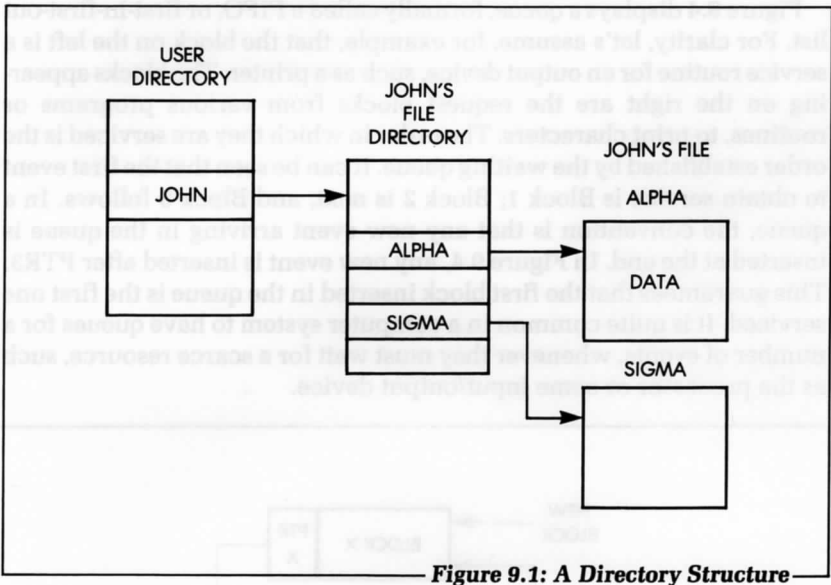 USER
DIRECTORY
JOHN
JOHN'S
FILE
DIRECTORY
ALPHA
SIGMA
JOHN'S FILE
ALPHA
DATA
SIGMA
Figure 9.1: A Directory Structure